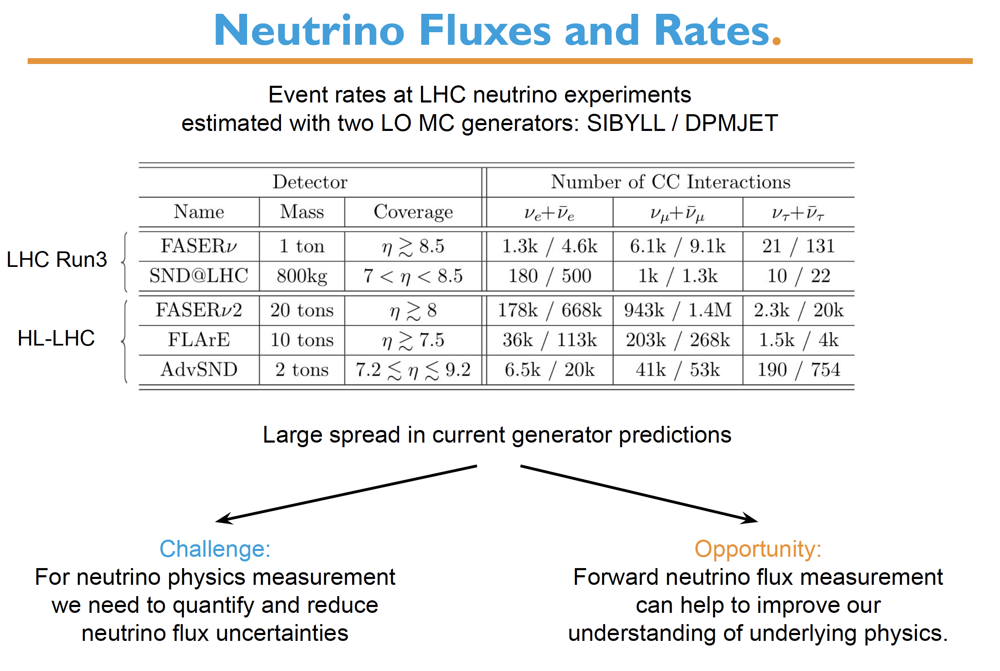 Neutrino Fluxes and Rates.
Event rates at LHC neutrino experiments
estimated with two LO MC generators: SIBYLL / DPMJET
Detector Number of CC Interactions
Name Mass Coverage νₑ+ν̄ₑ ν_μ+ν̄_μ ν_τ+ν̄_τ
LHC Run3
FASERν 1 ton η ≳ 8.5 1.3k / 4.6k 6.1k / 9.1k 21 / 131
SND@LHC 800kg 7 < η < 8.5 180 / 500 1k / 1.3k 10 / 22
HL-LHC
FASERν2 20 tons η ≳ 8 178k / 668k 943k / 1.4M 2.3k / 20k
FLArE 10 tons η ≳ 7.5 36k / 113k 203k / 268k 1.5k / 4k
AdvSND 2 tons 7.2 ≲ η ≲ 9.2 6.5k / 20k 41k / 53k 190 / 754
Large spread in current generator predictions
Challenge:
For neutrino physics measurement
we need to quantify and reduce
neutrino flux uncertainties
Opportunity:
Forward neutrino flux measurement
can help to improve our
understanding of underlying physics.